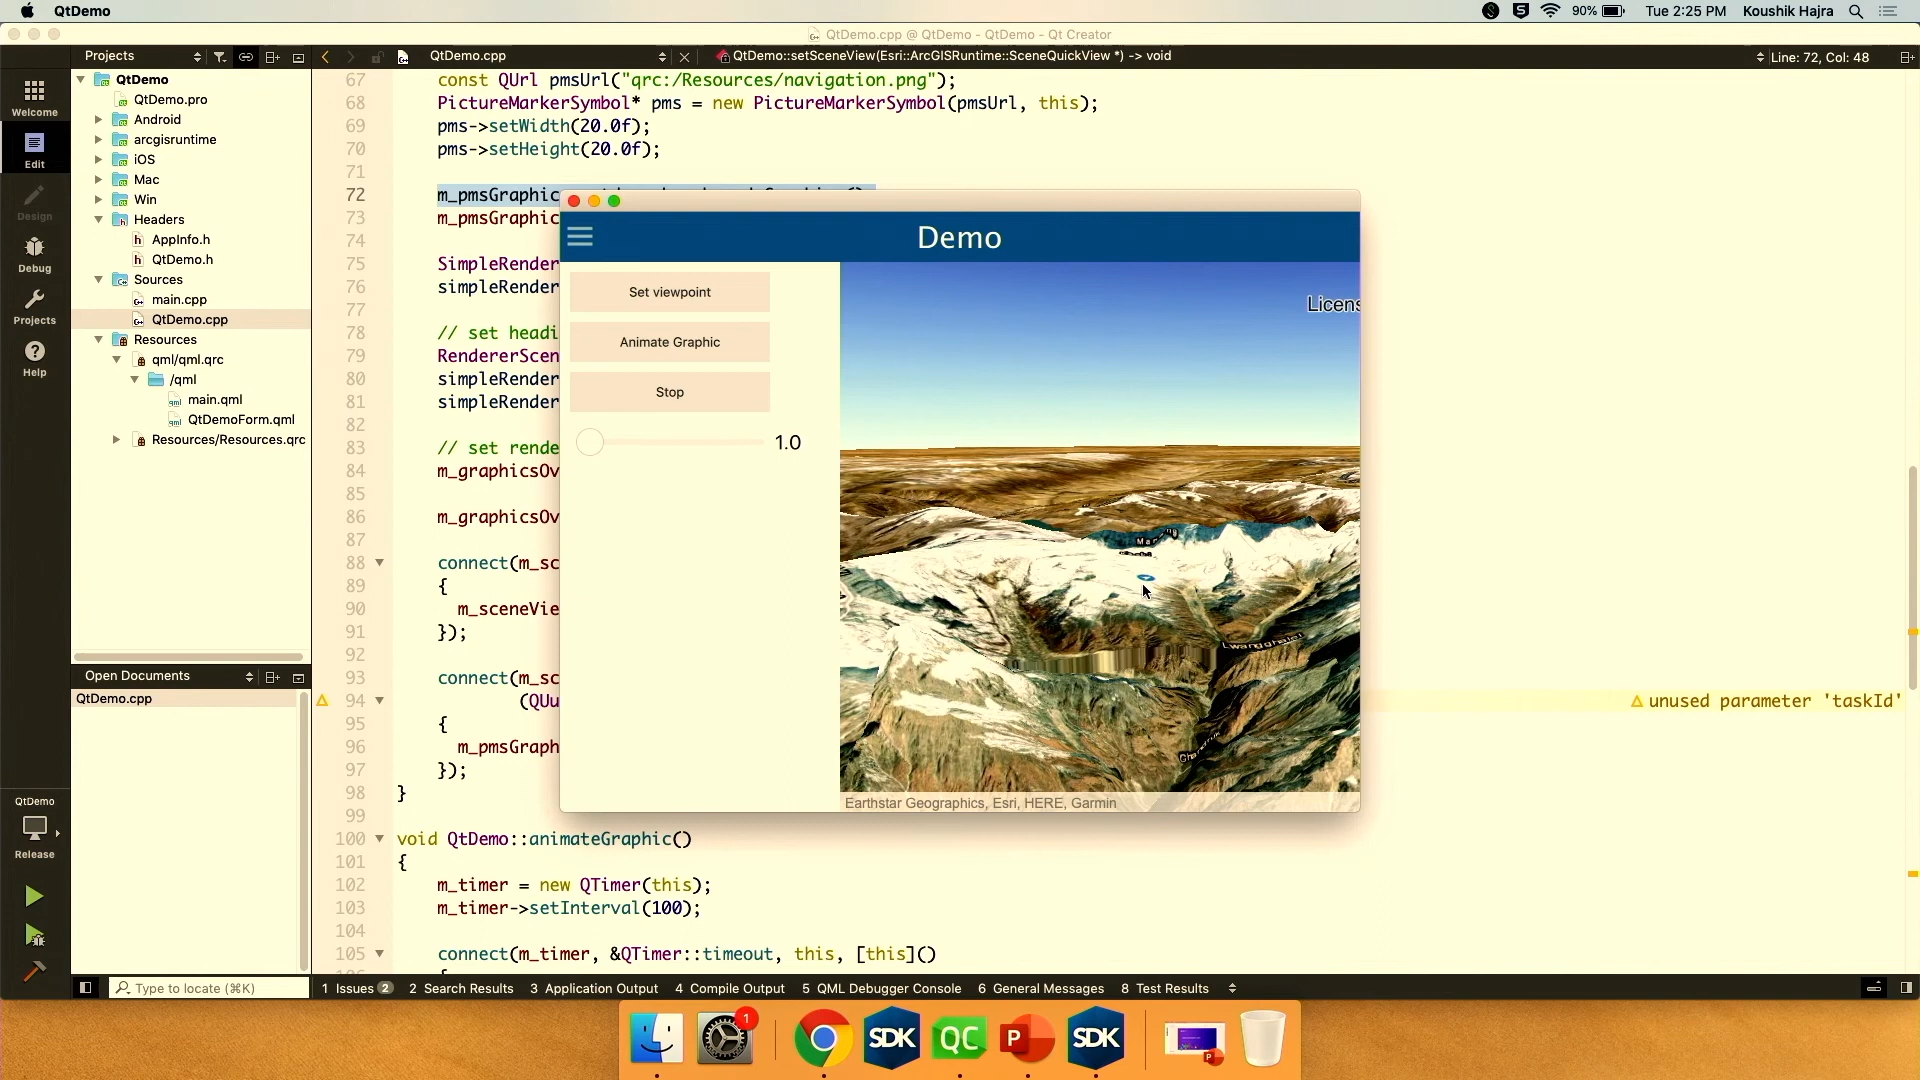 QtDemo
90%
Tue 2:25 PM
Koushik Hajra
QtDemo.cpp @ QtDemo - QtDemo - Qt Creator
Projects
QtDemo.cpp
QtDemo::setSceneView(Esri::ArcGISRuntime::SceneQuickView *) -> void
Line: 72, Col: 48
Welcome
Edit
Design
Debug
Projects
Help
QtDemo
QtDemo.pro
Android
arcgisruntime
iOS
Mac
Win
Headers
AppInfo.h
QtDemo.h
Sources
main.cpp
QtDemo.cpp
Resources
qml/qml.qrc
/qml
main.qml
QtDemoForm.qml
Resources/Resources.qrc
Open Documents
QtDemo.cpp
67 const QUrl pmsUrl("qrc:/Resources/navigation.png");
68 PictureMarkerSymbol* pms = new PictureMarkerSymbol(pmsUrl, this);
69 pms->setWidth(20.0f);
70 pms->setHeight(20.0f);
71
72 m_pmsGraphic
73 m_pmsGraphic
74
75 SimpleRender
76 simpleRender
77
78 // set headi
79 RendererScen
80 simpleRender
81 simpleRender
82
83 // set rende
84 m_graphicsOv
85
86 m_graphicsOv
87
88 connect(m_sc
89 {
90 m_sceneVie
91 });
92
93 connect(m_sc
94 (QUu
unused parameter 'taskId'
95 {
96 m_pmsGraph
97 });
98 }
99
100 void QtDemo::animateGraphic()
101 {
102 m_timer = new QTimer(this);
103 m_timer->setInterval(100);
104
105 connect(m_timer, &QTimer::timeout, this, [this]()
Demo
Set viewpoint
Animate Graphic
Stop
1.0
Licens
Earthstar Geographics, Esri, HERE, Garmin
QtDemo
Release
Type to locate (⌘K)
1 Issues 2
2 Search Results
3 Application Output
4 Compile Output
5 QML Debugger Console
6 General Messages
8 Test Results
1
SDK
QC
P
SDK